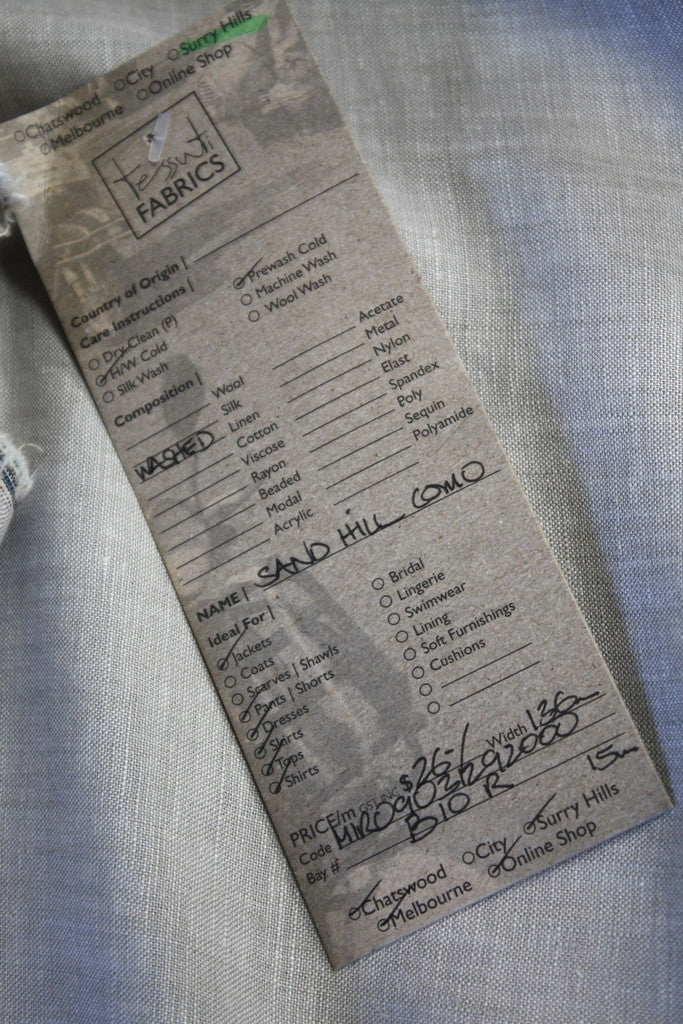 Chatswood City Surry Hills
Melbourne Online Shop
tessuti
FABRICS
Country of Origin |
Care Instructions |
Prewash Cold
Dry Clean (P) Machine Wash
H/W Cold Wool Wash
Silk Wash
Composition |
Wool Acetate
Silk Metal
WASHED Linen Nylon
Cotton Elast
Viscose Spandex
Rayon Poly
Beaded Sequin
Modal Polyamide
Acrylic
NAME | SAND HILL COMO
Ideal For |
Jackets Bridal
Coats Lingerie
Scarves | Shawls Swimwear
Pants | Shorts Lining
Dresses Soft Furnishings
Skirts Cushions
Tops
Shirts
PRICE/m GST INC $26-/ Width 136m
Code
Bay # B10 R 15m
Chatswood City Surry Hills
Melbourne Online Shop